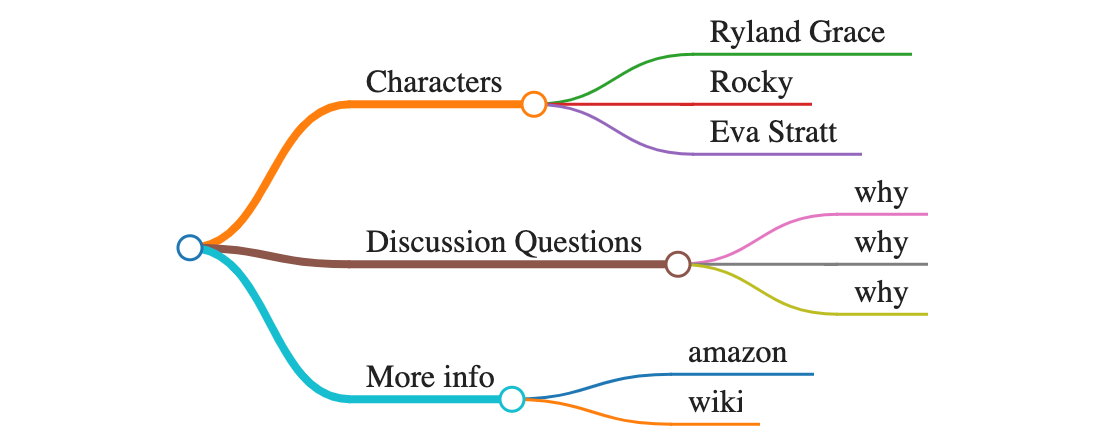 Characters
Ryland Grace
Rocky
Eva Stratt
Discussion Questions
why
why
why
More info
amazon
wiki